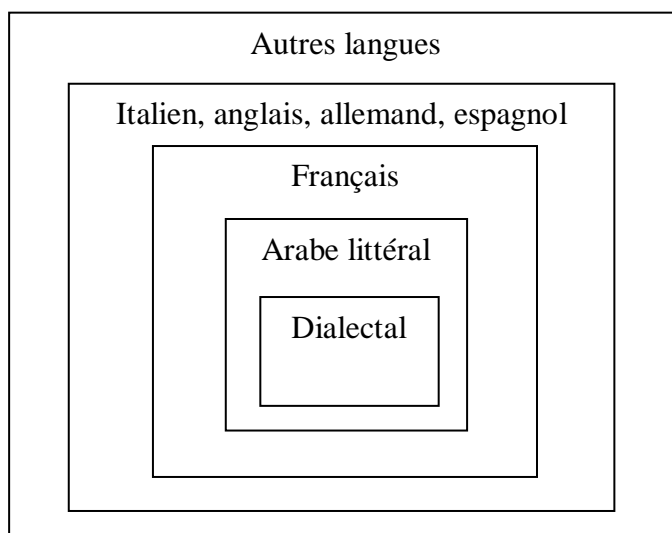 Autres langues
Italien, anglais, allemand, espagnol
Français
Arabe littéral
Dialectal